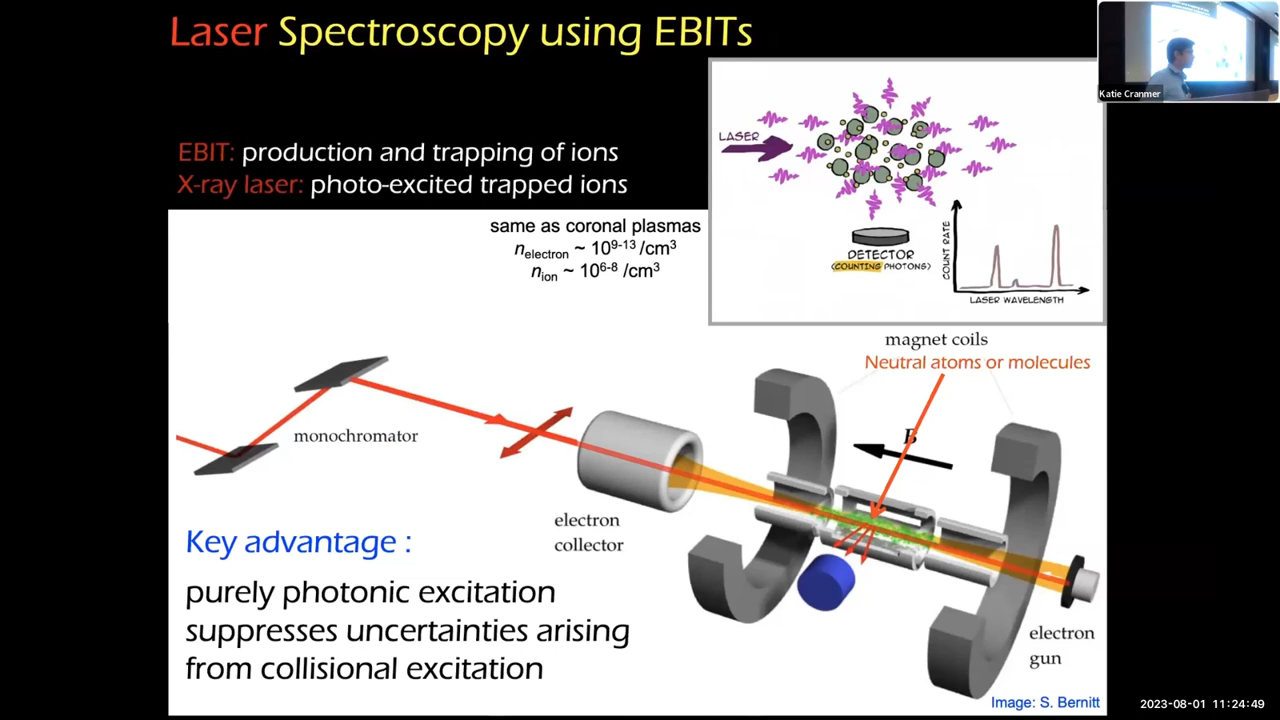 Laser Spectroscopy using EBITs
Katie Cranmer
EBIT: production and trapping of ions
X-ray laser: photo-excited trapped ions
same as coronal plasmas
n_electron ~ 10^9-13 /cm^3
n_ion ~ 10^6-8 /cm^3
LASER
DETECTOR
(COUNTING PHOTONS)
COUNT RATE
LASER WAVELENGTH
magnet coils
Neutral atoms or molecules
B
monochromator
electron
collector
Key advantage :
purely photonic excitation
suppresses uncertainties arising
from collisional excitation
electron
gun
Image: S. Bernitt
2023-08-01 11:24:49